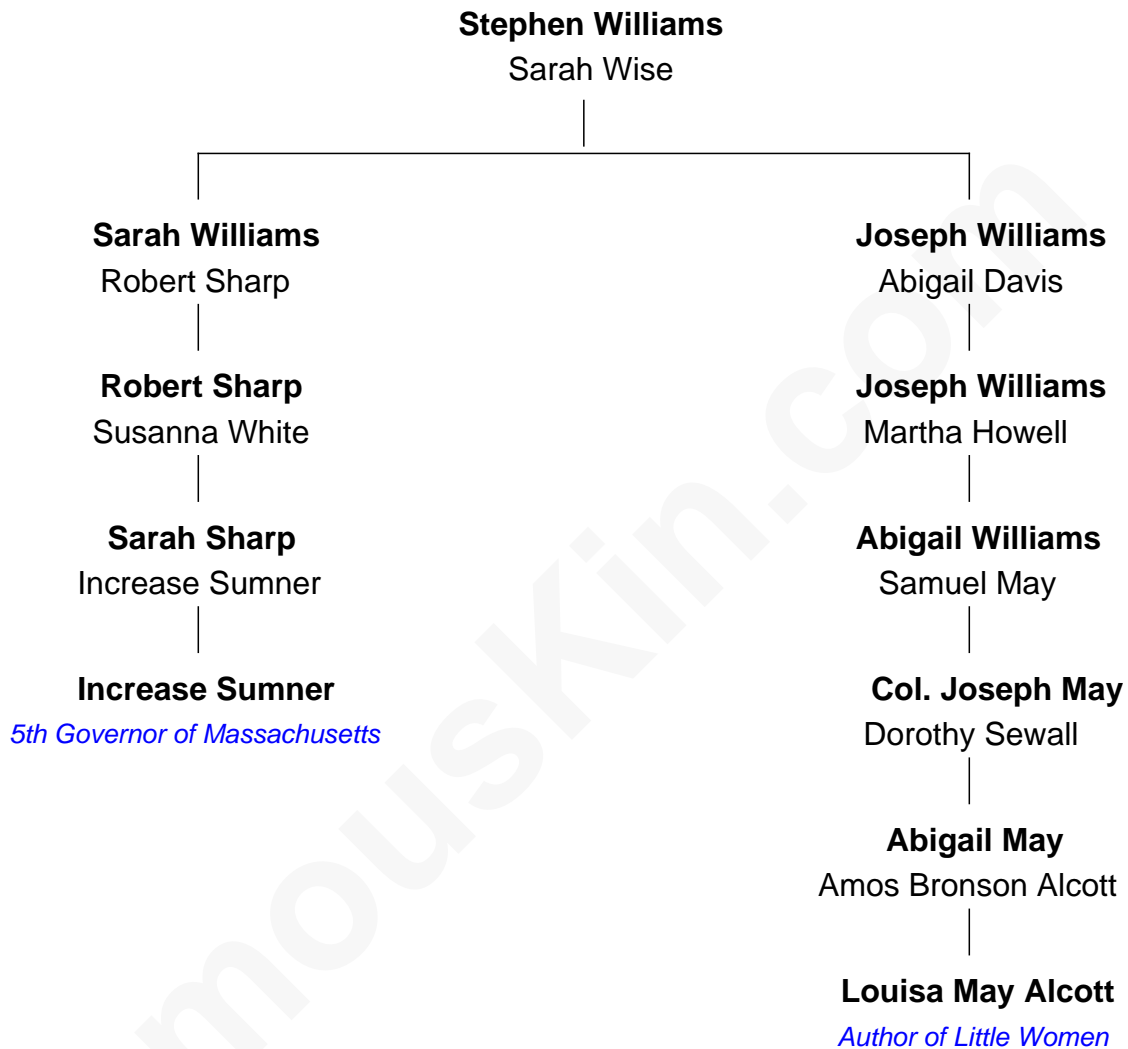 Stephen Williams
Sarah Wise
Sarah Williams
Robert Sharp
Robert Sharp
Susanna White
Sarah Sharp
Increase Sumner
Increase Sumner
5th Governor of Massachusetts
Joseph Williams
Abigail Davis
Joseph Williams
Martha Howell
Abigail Williams
Samuel May
Col. Joseph May
Dorothy Sewall
Abigail May
Amos Bronson Alcott
Louisa May Alcott
Author of Little Women
mouskin.com